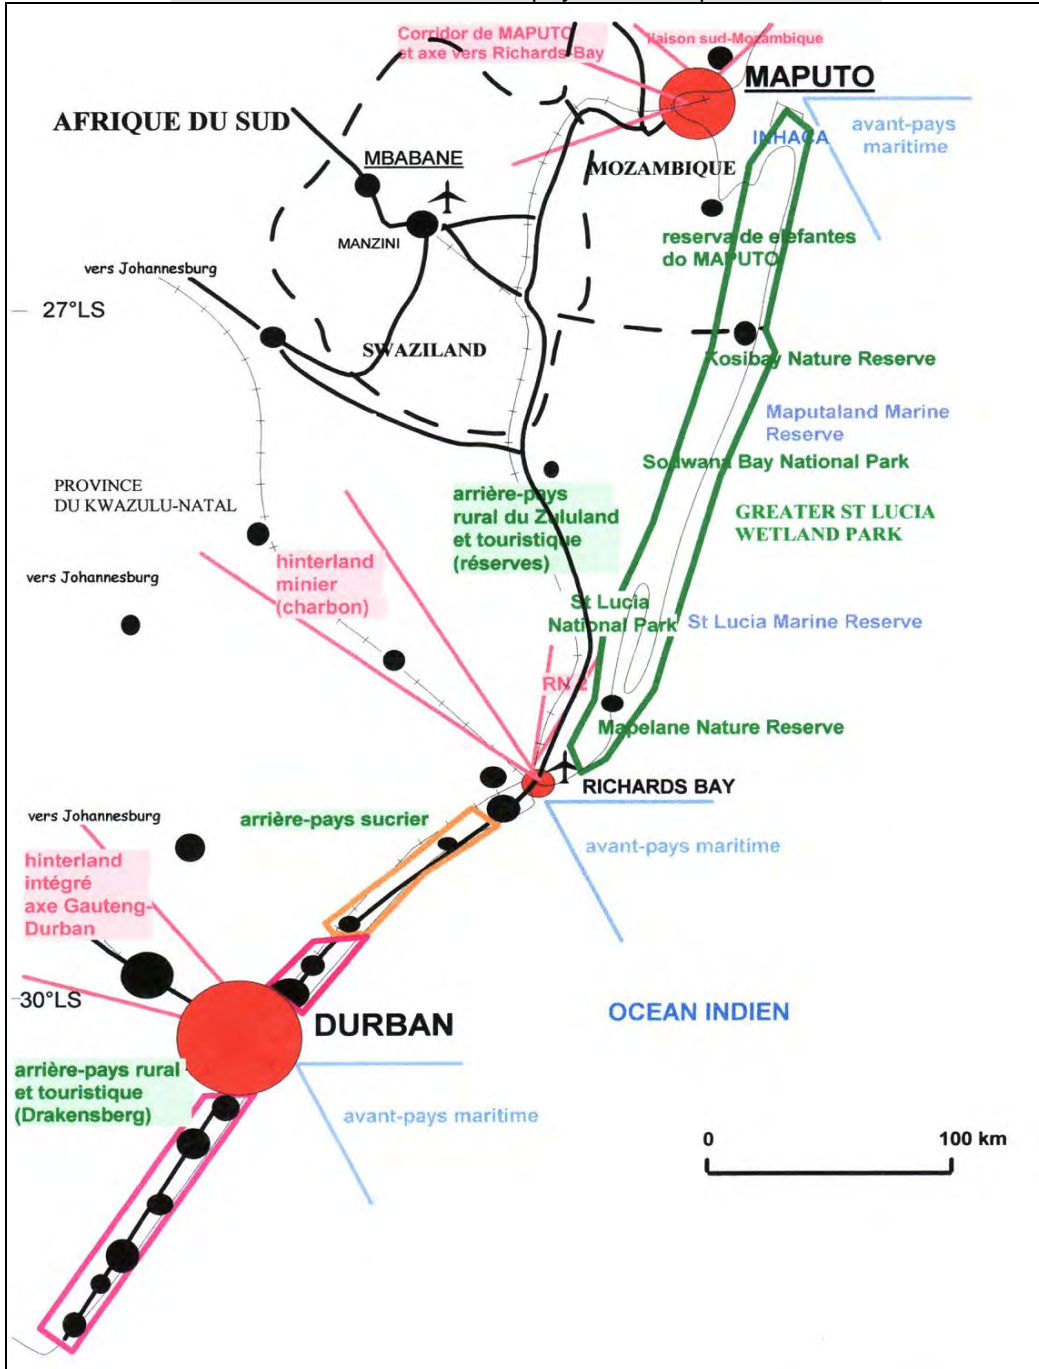 Corridor de MAPUTO
et axe vers Richards-Bay
liaison sud-Mozambique
MAPUTO
AFRIQUE DU SUD
avant-pays
maritime
INHACA
MBABANE
MOZAMBIQUE
MANZINI
reserva de elefantes
do MAPUTO
vers Johannesburg
27°LS
SWAZILAND
Kosibay Nature Reserve
Maputaland Marine
Reserve
Sodwana Bay National Park
PROVINCE
DU KWAZULU-NATAL
arrière-pays
rural du Zululand
et touristique
(réserves)
GREATER ST LUCIA
WETLAND PARK
hinterland
minier
(charbon)
vers Johannesburg
St Lucia
National Park
St Lucia Marine Reserve
RN 2
Mapelane Nature Reserve
RICHARDS BAY
vers Johannesburg
arrière-pays sucrier
avant-pays maritime
hinterland
intégré
axe Gauteng-
Durban
30°LS
DURBAN
OCEAN INDIEN
arrière-pays rural
et touristique
(Drakensberg)
avant-pays maritime
0
100 km